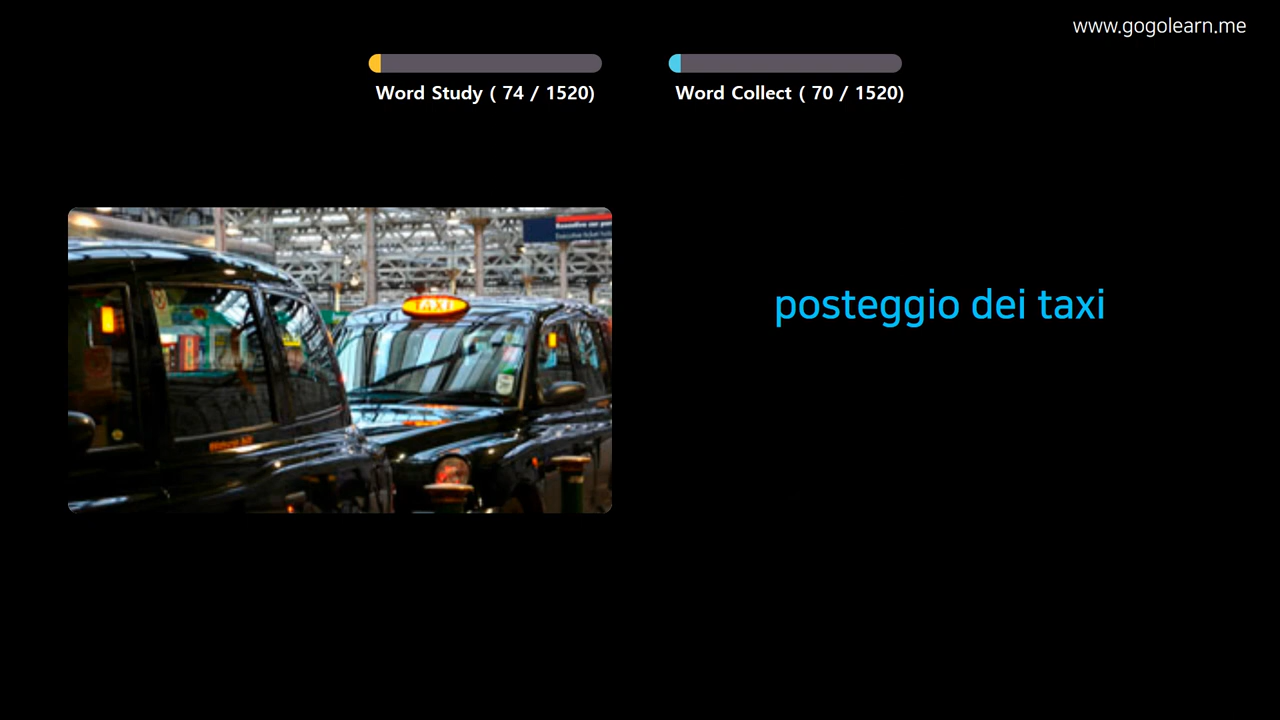 www.gogolearn.me
Word Study ( 74 / 1520)
Word Collect ( 70 / 1520)
TAXI
posteggio dei taxi